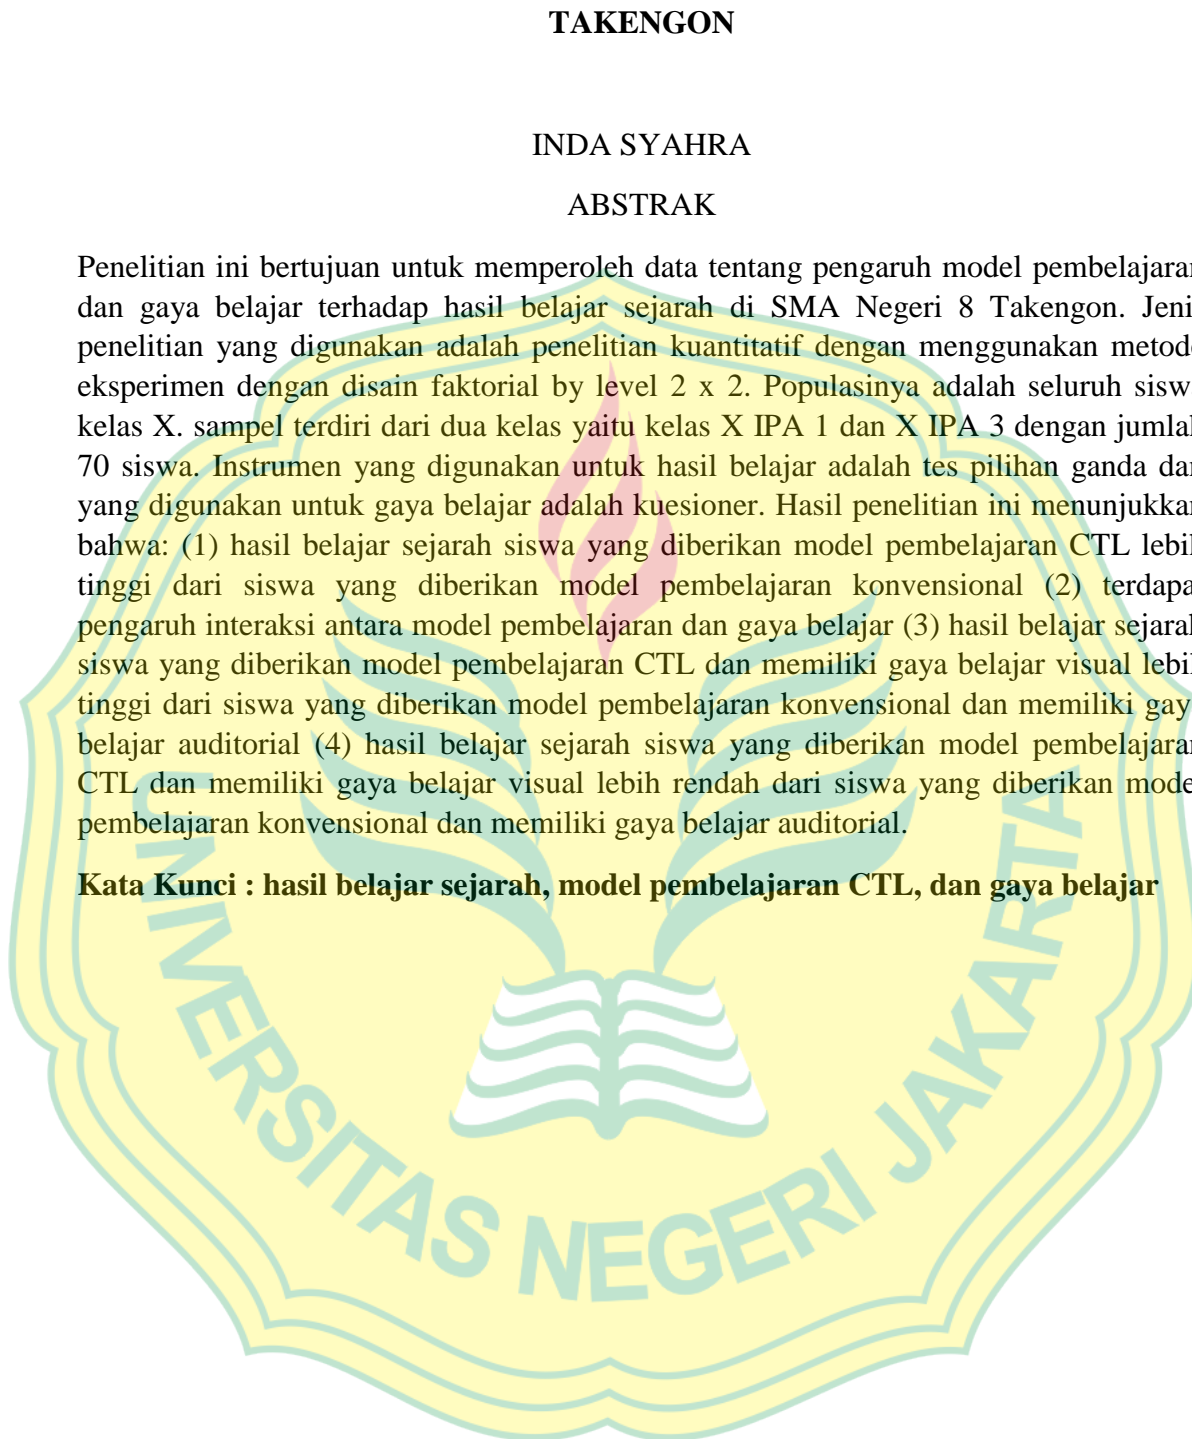 TAKENGON
INDA SYAHRA
ABSTRAK
Penelitian ini bertujuan untuk memperoleh data tentang pengaruh model pembelajaran
dan gaya belajar terhadap hasil belajar sejarah di SMA Negeri 8 Takengon. Jeni
penelitian yang digunakan adalah penelitian kuantitatif dengan menggunakan metode
eksperimen dengan disain faktorial by level 2 x 2. Populasinya adalah seluruh sisw
kelas X. sampel terdiri dari dua kelas yaitu kelas X IPA 1 dan X IPA 3 dengan jumlah
70 siswa. Instrumen yang digunakan untuk hasil belajar adalah tes pilihan ganda dan
yang digunakan untuk gaya belajar adalah kuesioner. Hasil penelitian ini menunjukkan
bahwa: (1) hasil belajar sejarah siswa yang diberikan model pembelajaran CTL lebih
tinggi dari siswa yang diberikan model pembelajaran konvensional (2) terdapa
pengaruh interaksi antara model pembelajaran dan gaya belajar (3) hasil belajar sejarah
siswa yang diberikan model pembelajaran CTL dan memiliki gaya belajar visual lebih
tinggi dari siswa yang diberikan model pembelajaran konvensional dan memiliki gay
belajar auditorial (4) hasil belajar sejarah siswa yang diberikan model pembelajaran
CTL dan memiliki gaya belajar visual lebih rendah dari siswa yang diberikan model
pembelajaran konvensional dan memiliki gaya belajar auditorial.
Kata Kunci : hasil belajar sejarah, model pembelajaran CTL, dan gaya belajar
UNIVERSITAS NEGERI JAKARTA